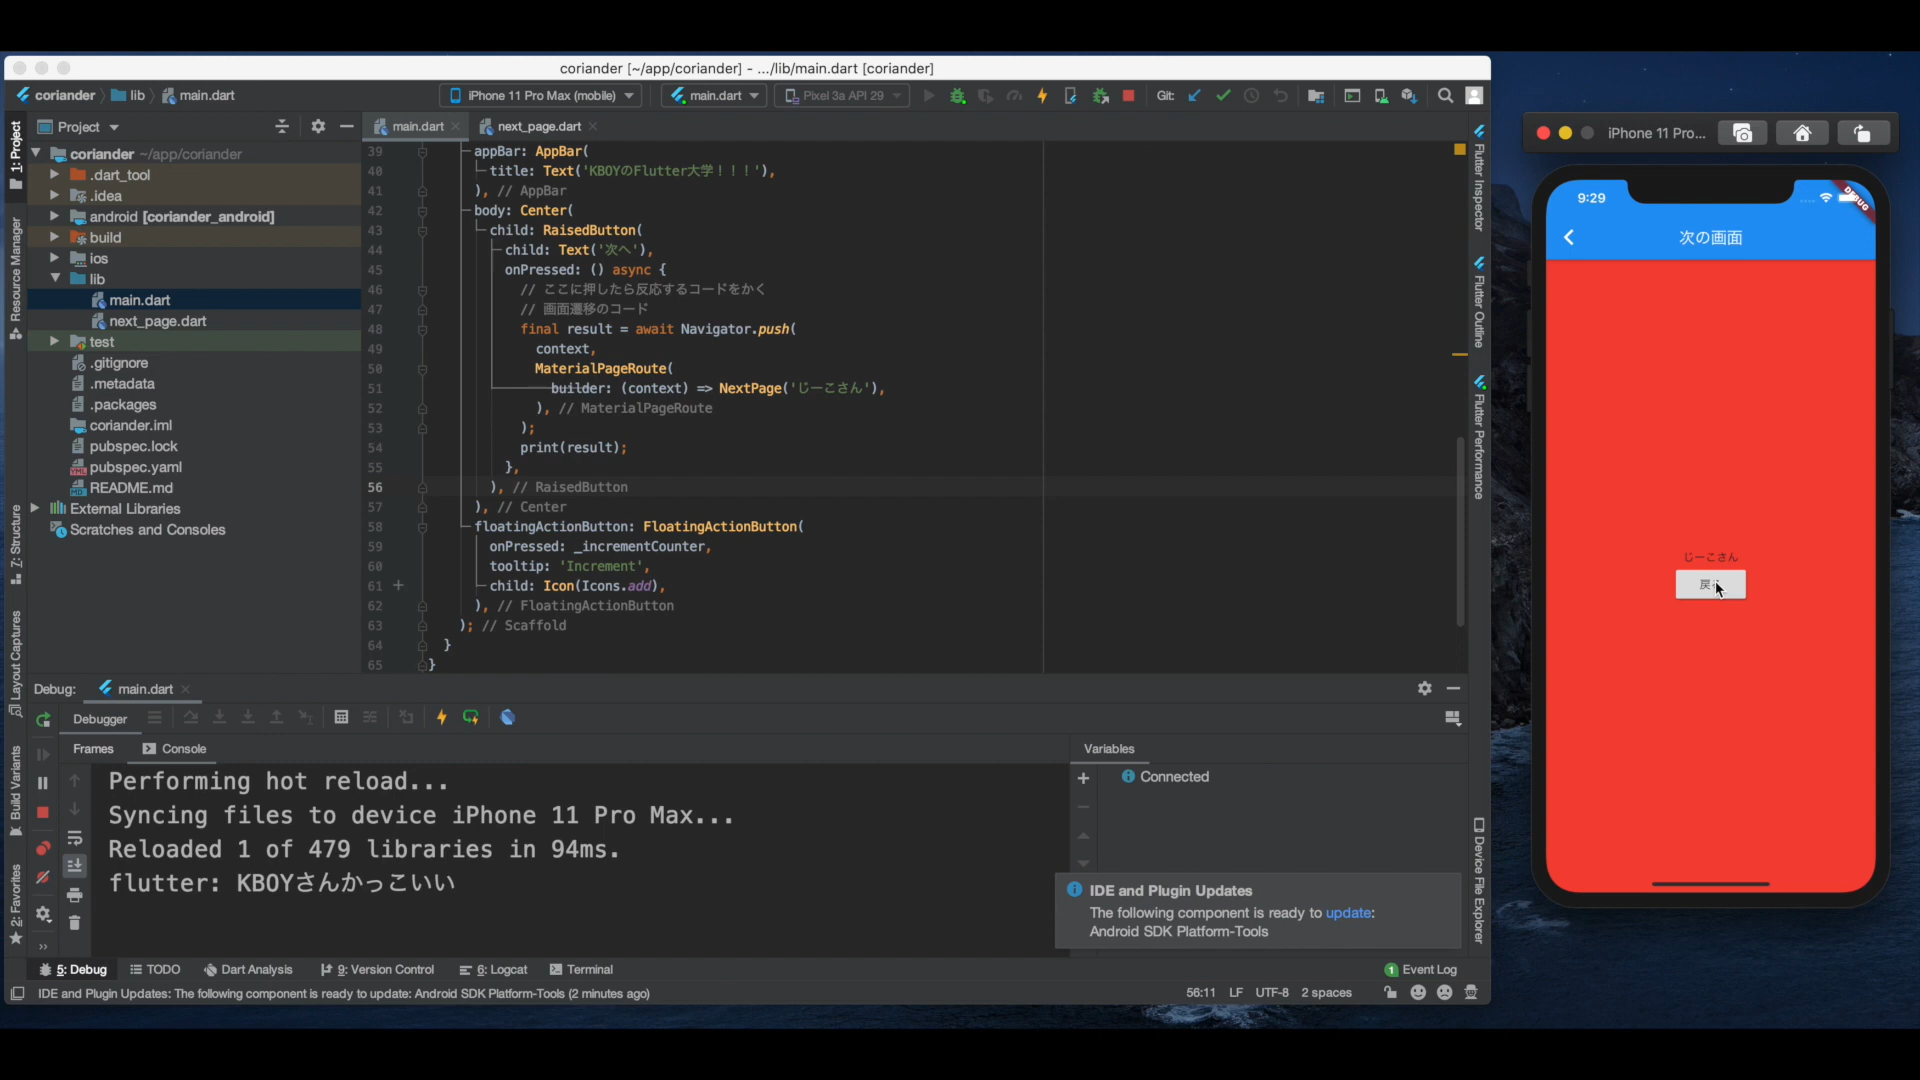 coriander [~/app/coriander] - .../lib/main.dart [coriander]
coriander lib main.dart
iPhone 11 Pro Max (mobile) main.dart Pixel 3a API 29 Git:
Project
main.dart next_page.dart
1: Project
Resource Manager
7: Structure
Layout Captures
Build Variants
2: Favorites
coriander ~/app/coriander
.dart_tool
.idea
android [coriander_android]
build
ios
lib
main.dart
next_page.dart
test
.gitignore
.metadata
.packages
coriander.iml
pubspec.lock
pubspec.yaml
README.md
External Libraries
Scratches and Consoles
39 appBar: AppBar(
40 title: Text('KBOYのFlutter大学!!!'),
41 ), // AppBar
42 body: Center(
43 child: RaisedButton(
44 child: Text('次へ'),
45 onPressed: () async {
46 // ここに押したら反応するコードをかく
47 // 画面遷移のコード
48 final result = await Navigator.push(
49 context,
50 MaterialPageRoute(
51 builder: (context) => NextPage('じーこさん'),
52 ), // MaterialPageRoute
53 );
54 print(result);
55 },
56 ), // RaisedButton
57 ), // Center
58 floatingActionButton: FloatingActionButton(
59 onPressed: _incrementCounter,
60 tooltip: 'Increment',
61 child: Icon(Icons.add),
62 ), // FloatingActionButton
63 ); // Scaffold
64 }
65 }
Flutter Inspector
Flutter Outline
Flutter Performance
Device File Explorer
Debug: main.dart
Debugger
Frames Console
Variables
Performing hot reload...
Syncing files to device iPhone 11 Pro Max...
Reloaded 1 of 479 libraries in 94ms.
flutter: KBOYさんかっこいい
Connected
IDE and Plugin Updates
The following component is ready to update:
Android SDK Platform-Tools
5: Debug TODO Dart Analysis 9: Version Control 6: Logcat Terminal
1 Event Log
IDE and Plugin Updates: The following component is ready to update: Android SDK Platform-Tools (2 minutes ago)
56:11 LF UTF-8 2 spaces
iPhone 11 Pro...
9:29
DEBUG
次の画面
じーこさん
戻